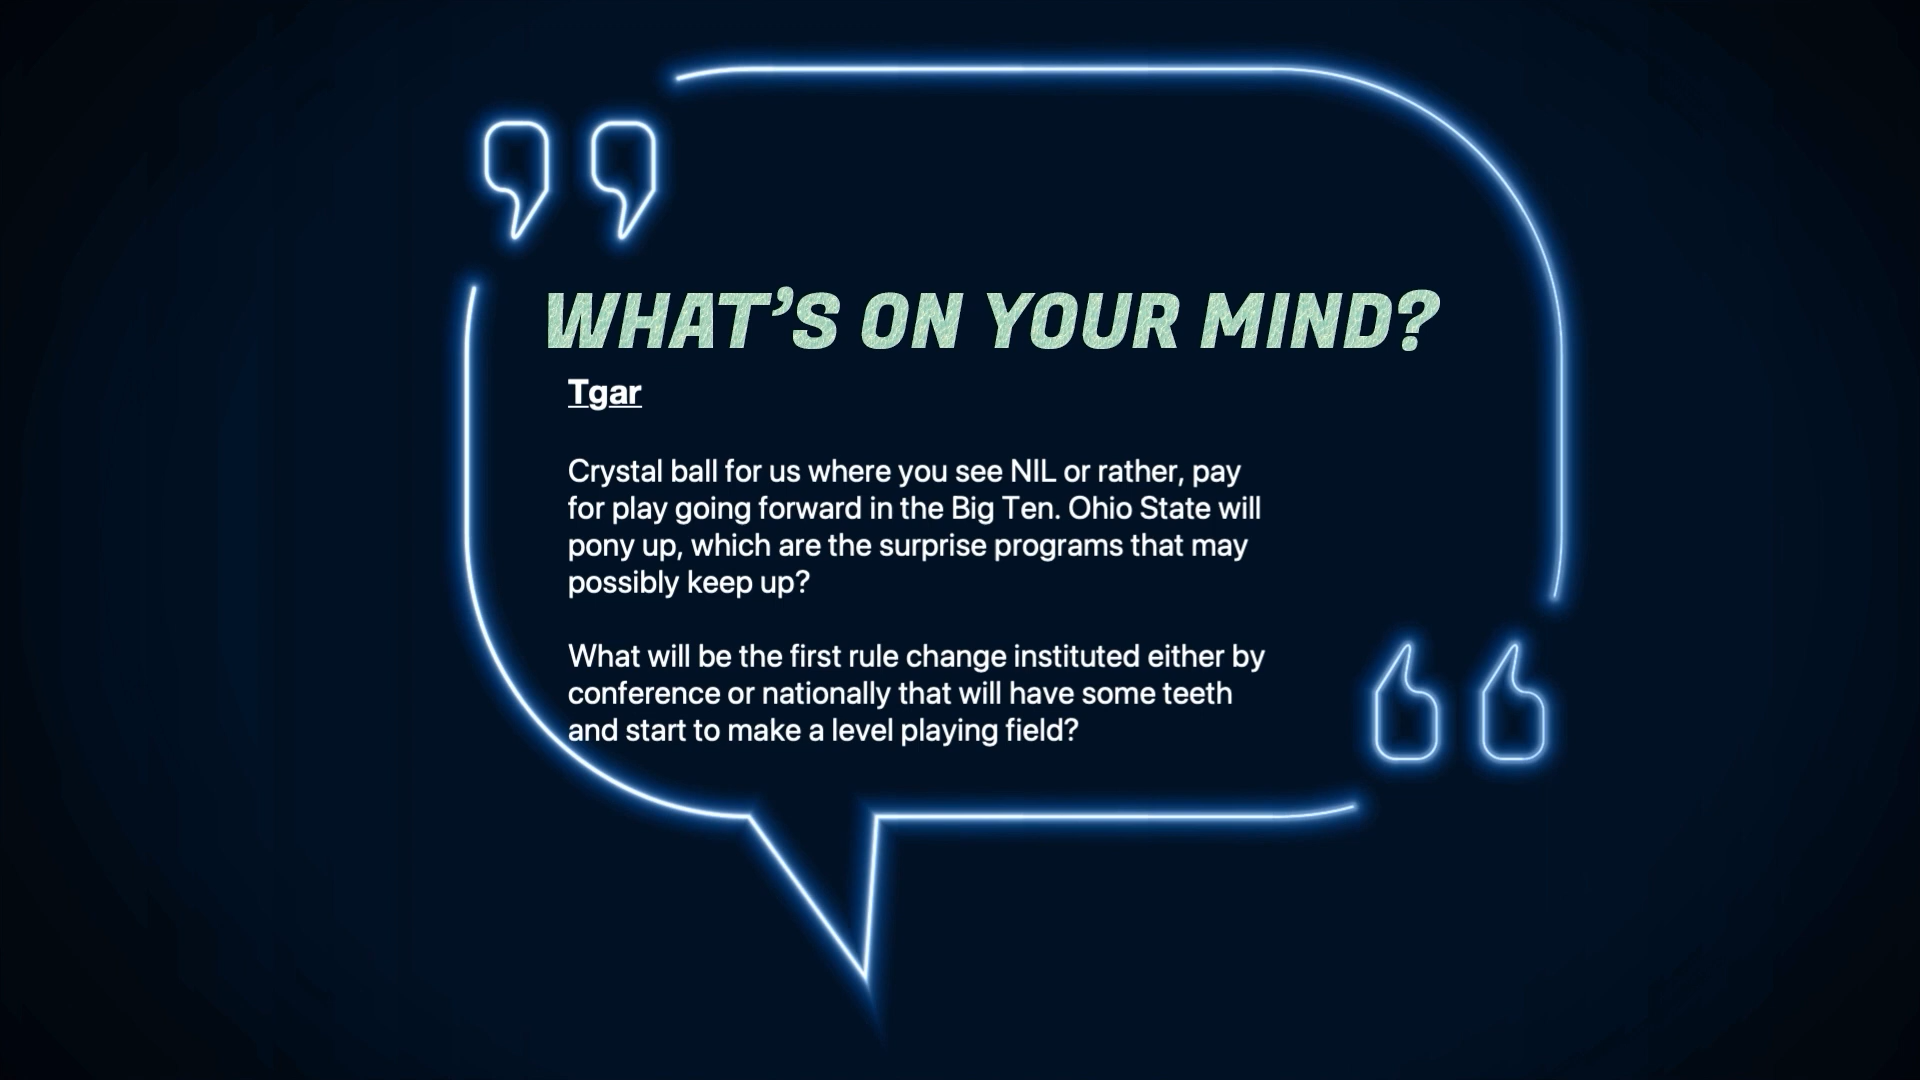 WHAT'S ON YOUR MIND?
Tgar
Crystal ball for us where you see NIL or rather, pay
for play going forward in the Big Ten. Ohio State will
pony up, which are the surprise programs that may
possibly keep up?
What will be the first rule change instituted either by
conference or nationally that will have some teeth
and start to make a level playing field?